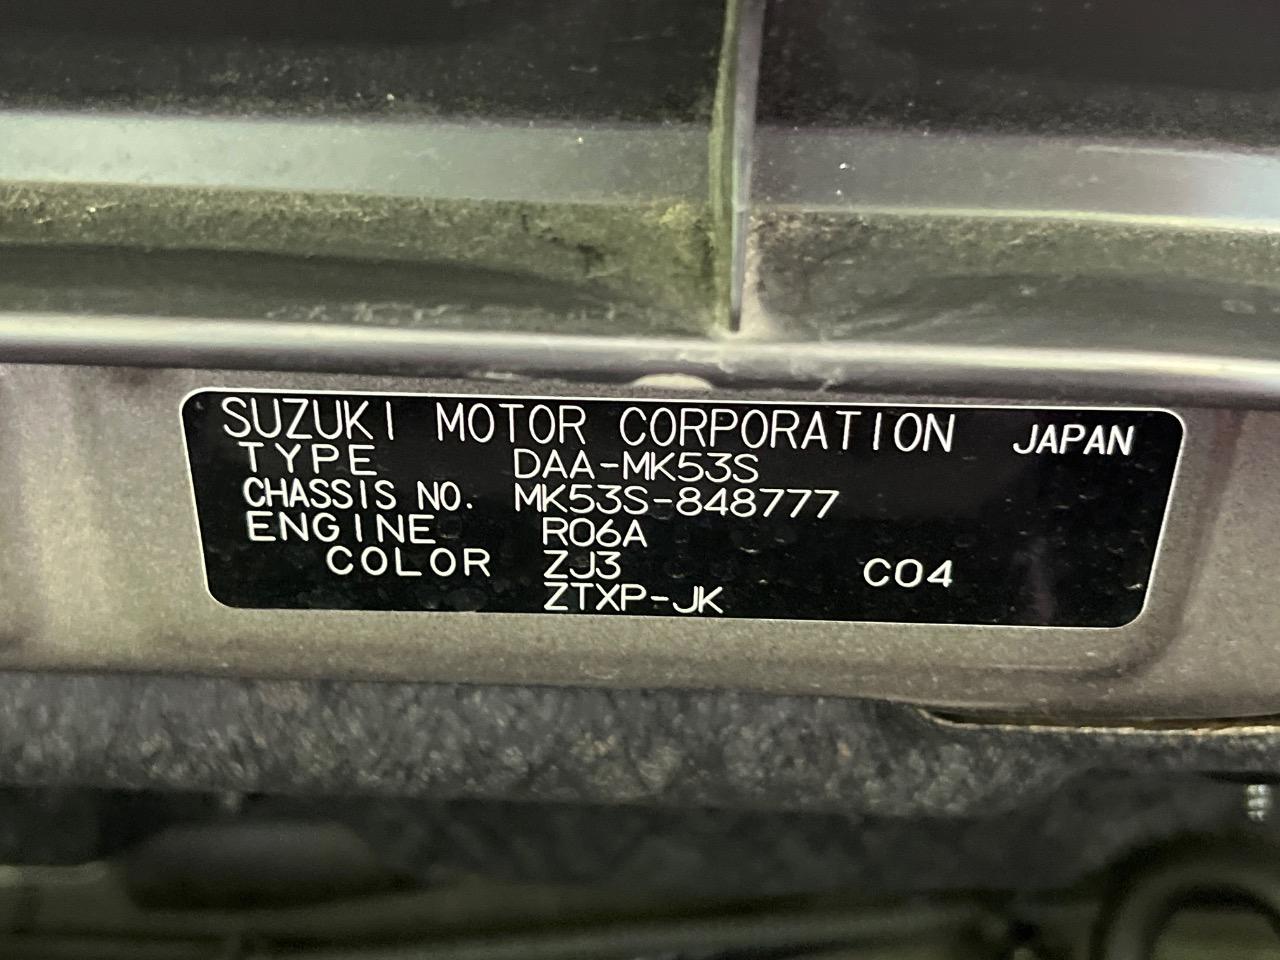 SUZUKI MOTOR CORPORATION JAPAN
TYPE DAA-MK53S
CHASSIS NO. MK53S-848777
ENGINE R06A
COLOR ZJ3 C04
ZTXP-JK